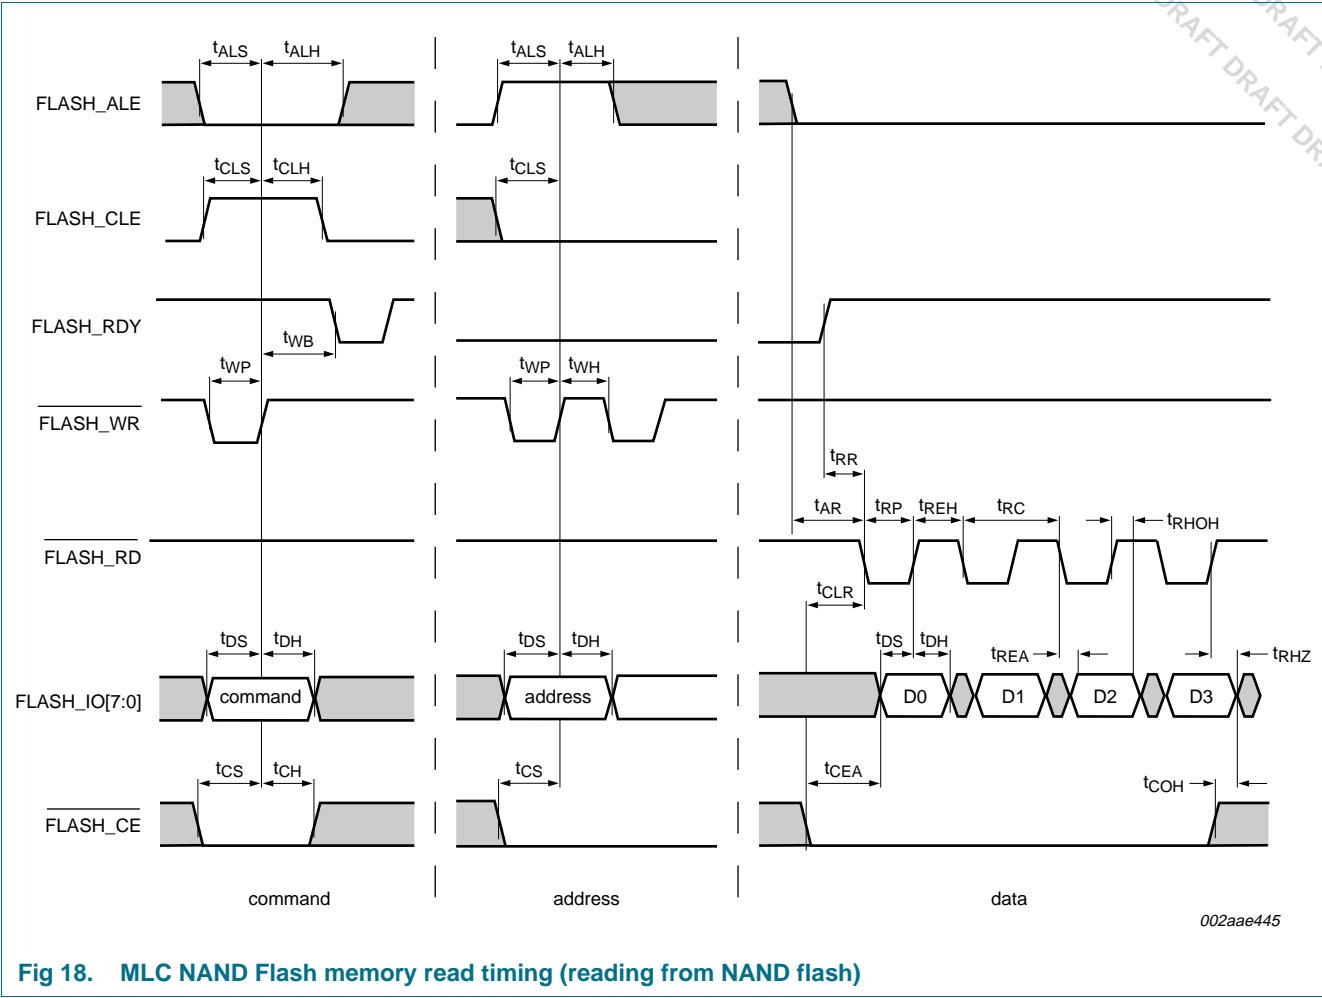 DRAFT DRAFT DRAFT DR
DRAFT
tALS tALH tALS tALH
FLASH_ALE
tCLS tCLH tCLS
FLASH_CLE
FLASH_RDY
tWB
tWP tWP tWH
FLASH_WR
tRR
tAR tRP tREH tRC tRHOH
FLASH_RD
tCLR
tDS tDH tDS tDH tDS tDH tREA tRHZ
FLASH_IO[7:0] command address D0 D1 D2 D3
tCS tCH tCS tCEA tCOH
FLASH_CE
command address data
002aae445
Fig 18. MLC NAND Flash memory read timing (reading from NAND flash)